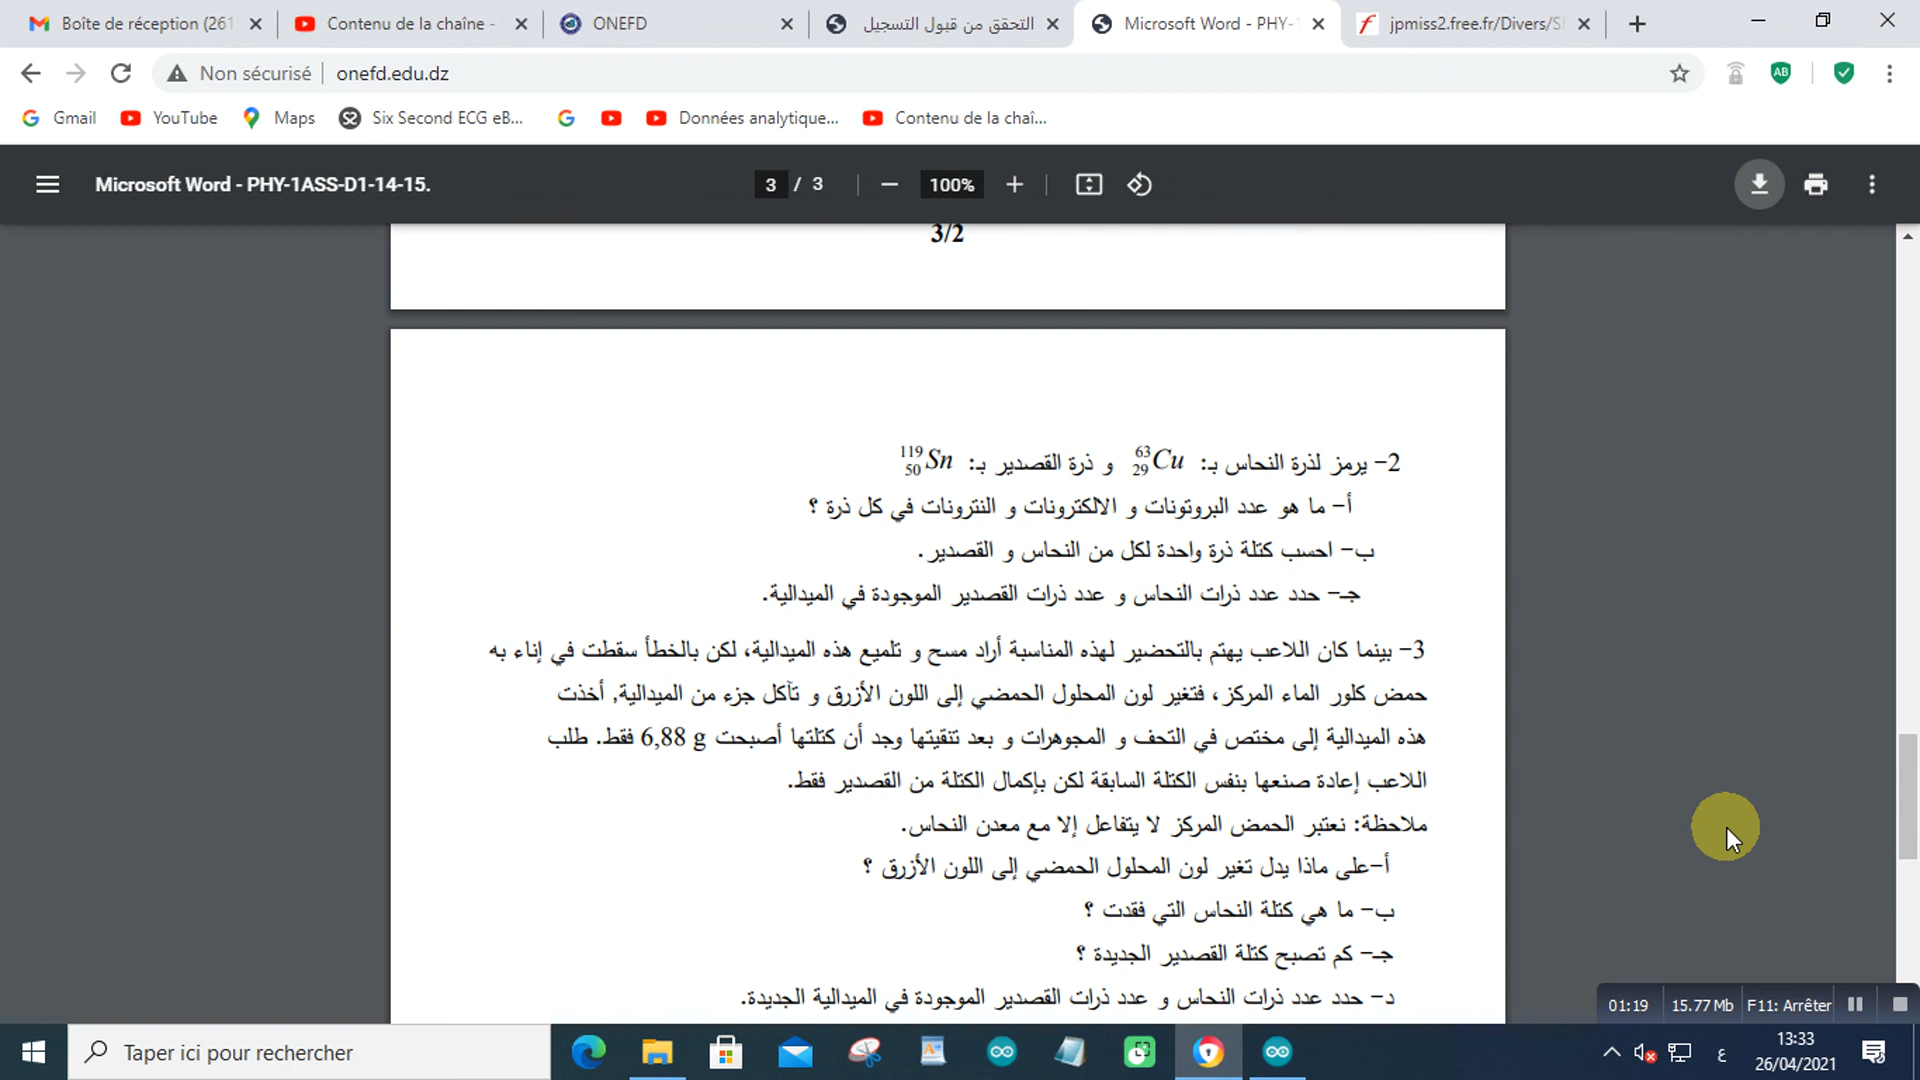 Boîte de réception (261
Contenu de la chaîne -
ONEFD
التحقق من قبول التسجيل
Microsoft Word - PHY-1
jpmiss2.free.fr/Divers/S
Non sécurisé
onefd.edu.dz
Gmail
YouTube
Maps
Six Second ECG eB...
Données analytique...
Contenu de la chaî...
Microsoft Word - PHY-1ASS-D1-14-15.
3 / 3
100%
3/2
2- يرمز لذرة النحاس بـ: ⁶³₂₉Cu و ذرة القصدير بـ: ¹¹⁹₅₀Sn
أ- ما هو عدد البروتونات و الالكترونات و النترونات في كل ذرة ؟
ب- احسب كتلة ذرة واحدة لكل من النحاس و القصدير.
جـ- حدد عدد ذرات النحاس و عدد ذرات القصدير الموجودة في الميدالية.
3- بينما كان اللاعب يهتم بالتحضير لهذه المناسبة أراد مسح و تلميع هذه الميدالية، لكن بالخطأ سقطت في إناء به
حمض كلور الماء المركز، فتغير لون المحلول الحمضي إلى اللون الأزرق و تآكل جزء من الميدالية, أخذت
هذه الميدالية إلى مختص في التحف و المجوهرات و بعد تنقيتها وجد أن كتلتها أصبحت 6,88 g فقط. طلب
اللاعب إعادة صنعها بنفس الكتلة السابقة لكن بإكمال الكتلة من القصدير فقط.
ملاحظة: نعتبر الحمض المركز لا يتفاعل إلا مع معدن النحاس.
أ-على ماذا يدل تغير لون المحلول الحمضي إلى اللون الأزرق ؟
ب- ما هي كتلة النحاس التي فقدت ؟
جـ- كم تصبح كتلة القصدير الجديدة ؟
د- حدد عدد ذرات النحاس و عدد ذرات القصدير الموجودة في الميدالية الجديدة.
01:19
15.77 Mb
F11: Arrêter
Taper ici pour rechercher
ع
13:33
26/04/2021